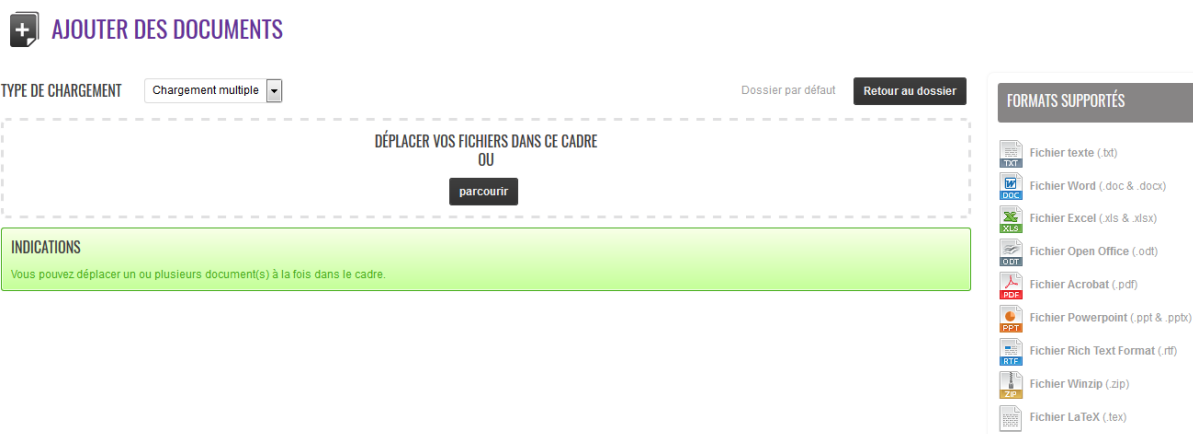 AJOUTER DES DOCUMENTS
TYPE DE CHARGEMENT
Chargement multiple
Dossier par défaut
Retour au dossier
DÉPLACER VOS FICHIERS DANS CE CADRE
OU
parcourir
INDICATIONS
Vous pouvez déplacer un ou plusieurs document(s) à la fois dans le cadre.
FORMATS SUPPORTÉS
TXT Fichier texte (.txt)
DOC Fichier Word (.doc & .docx)
XLS Fichier Excel (.xls & .xlsx)
ODT Fichier Open Office (.odt)
PDF Fichier Acrobat (.pdf)
PPT Fichier Powerpoint (.ppt & .pptx)
RTF Fichier Rich Text Format (.rtf)
ZIP Fichier Winzip (.zip)
Fichier LaTeX (.tex)